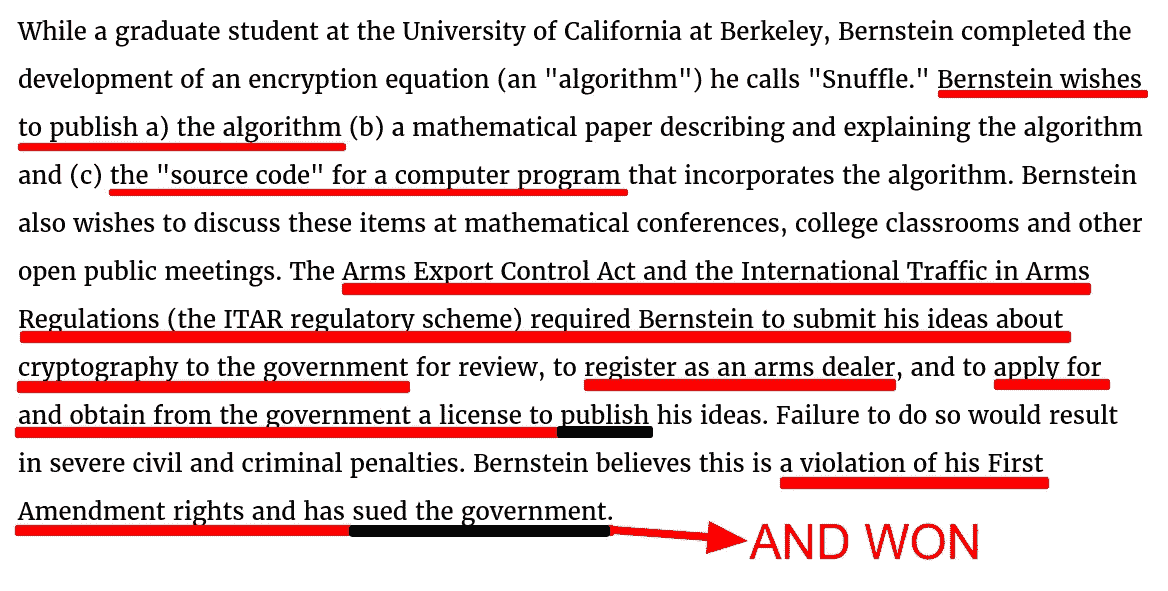 While a graduate student at the University of California at Berkeley, Bernstein completed the
development of an encryption equation (an "algorithm") he calls "Snuffle." Bernstein wishes
to publish a) the algorithm (b) a mathematical paper describing and explaining the algorithm
and (c) the "source code" for a computer program that incorporates the algorithm. Bernstein
also wishes to discuss these items at mathematical conferences, college classrooms and other
open public meetings. The Arms Export Control Act and the International Traffic in Arms
Regulations (the ITAR regulatory scheme) required Bernstein to submit his ideas about
cryptography to the government for review, to register as an arms dealer, and to apply for
and obtain from the government a license to publish his ideas. Failure to do so would result
in severe civil and criminal penalties. Bernstein believes this is a violation of his First
Amendment rights and has sued the government.
AND WON